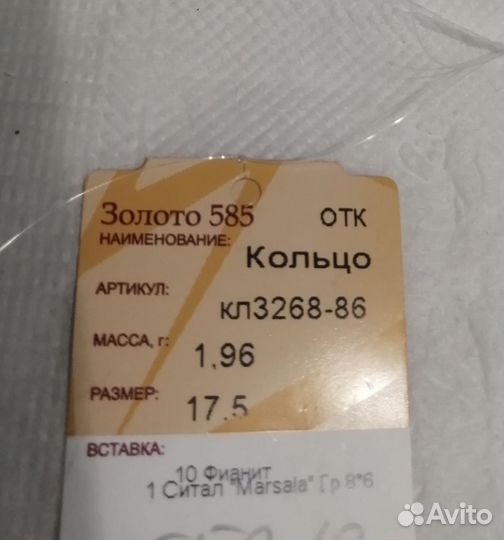 Золото 585 ОТК
НАИМЕНОВАНИЕ:
Кольцо
АРТИКУЛ:
кл3268-86
МАССА, г:
1,96
РАЗМЕР:
17,5
ВСТАВКА:
10 Фианит
1 Ситал "Marsala" Гр 8*6
Avito